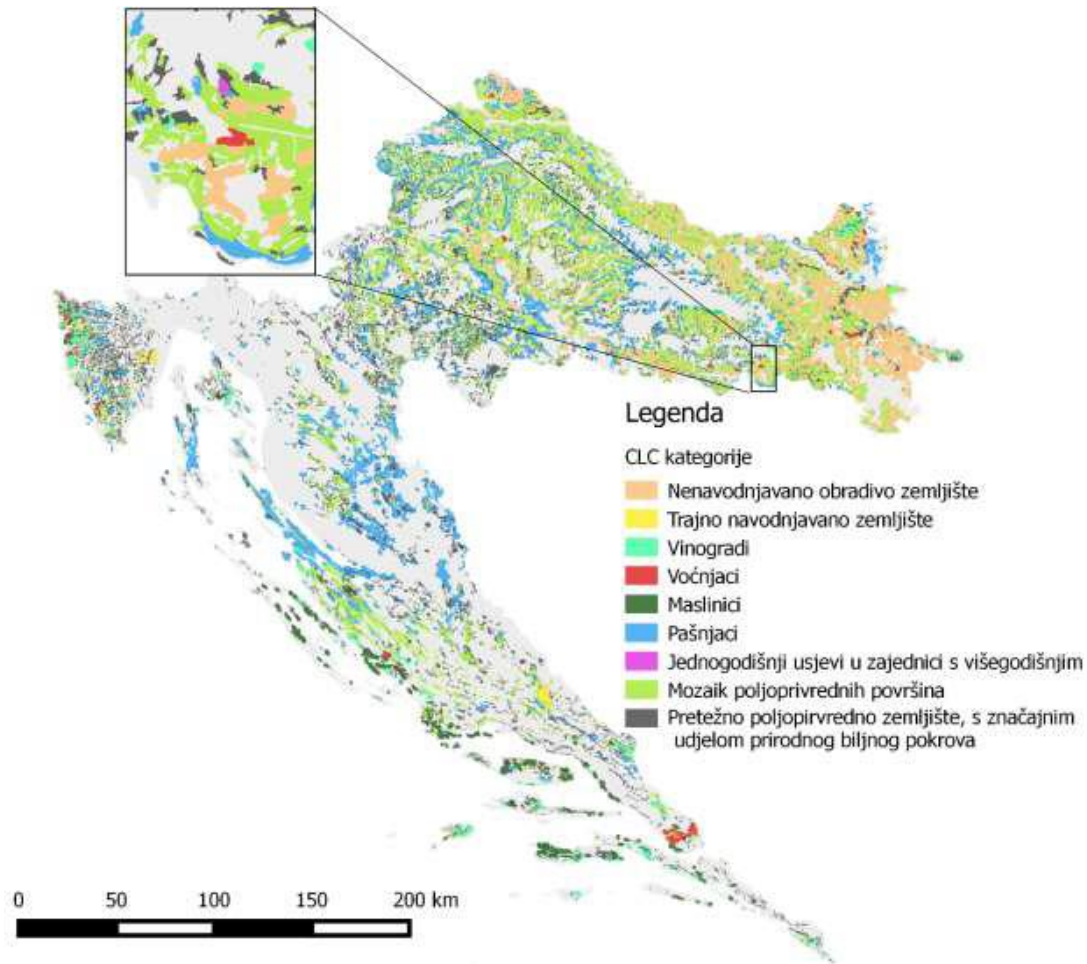 Legenda
CLC kategorije
Nenavodnjavano obradivo zemljište
Trajno navodnjavano zemljište
Vinogradi
Voćnjaci
Maslinici
Pašnjaci
Jednogodišnji usjevi u zajednici s višegodišnjim
Mozaik poljoprivrednih površina
Pretežno poljopirvredno zemljište, s značajnim
udjelom prirodnog biljnog pokrova
0 50 100 150 200 km